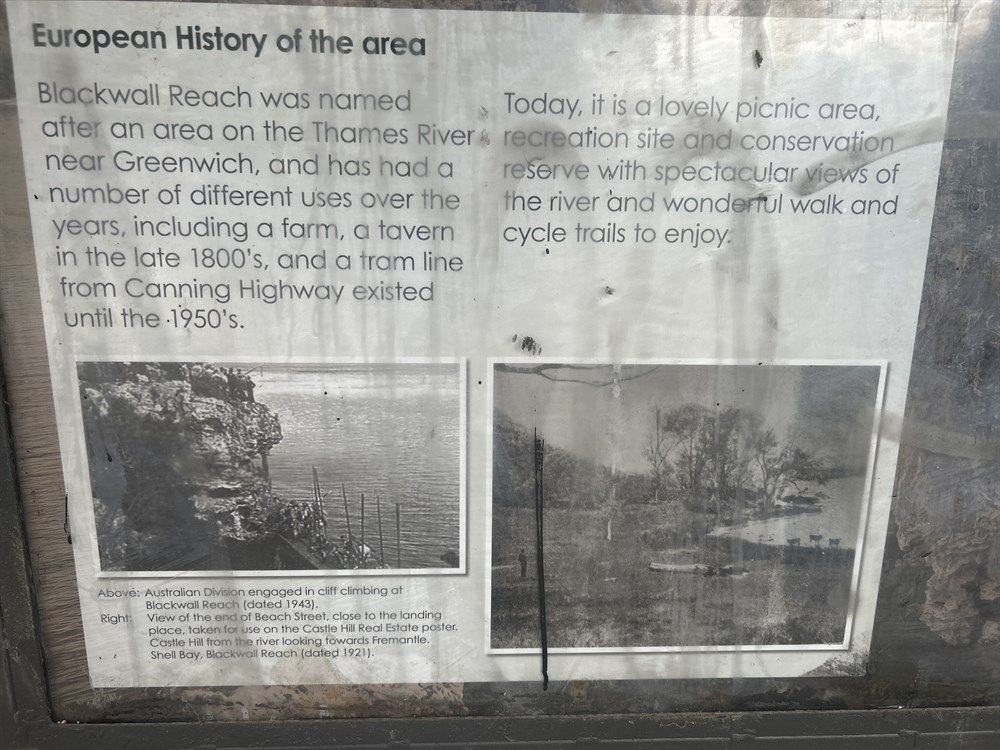 European History of the area
Blackwall Reach was named
after an area on the Thames River
near Greenwich, and has had a
number of different uses over the
years, including a farm, a tavern
in the late 1800's, and a tram line
from Canning Highway existed
until the 1950's.
Today, it is a lovely picnic area,
recreation site and conservation
reserve with spectacular views of
the river and wonderful walk and
cycle trails to enjoy.
Above: Australian Division engaged in cliff climbing at
Blackwall Reach (dated 1943).
Right: View of the end of Beach Street, close to the landing
place, taken for use on the Castle Hill Real Estate poster.
Castle Hill from the river looking towards Fremantle.
Shell Bay, Blackwall Reach (dated 1921).